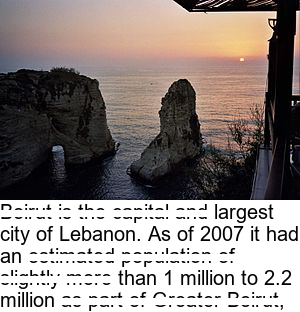 Beirut is the capital and largest
city of Lebanon. As of 2007 it had
an estimated population of
slightly more than 1 million to 2.2
million as part of Greater Beirut,